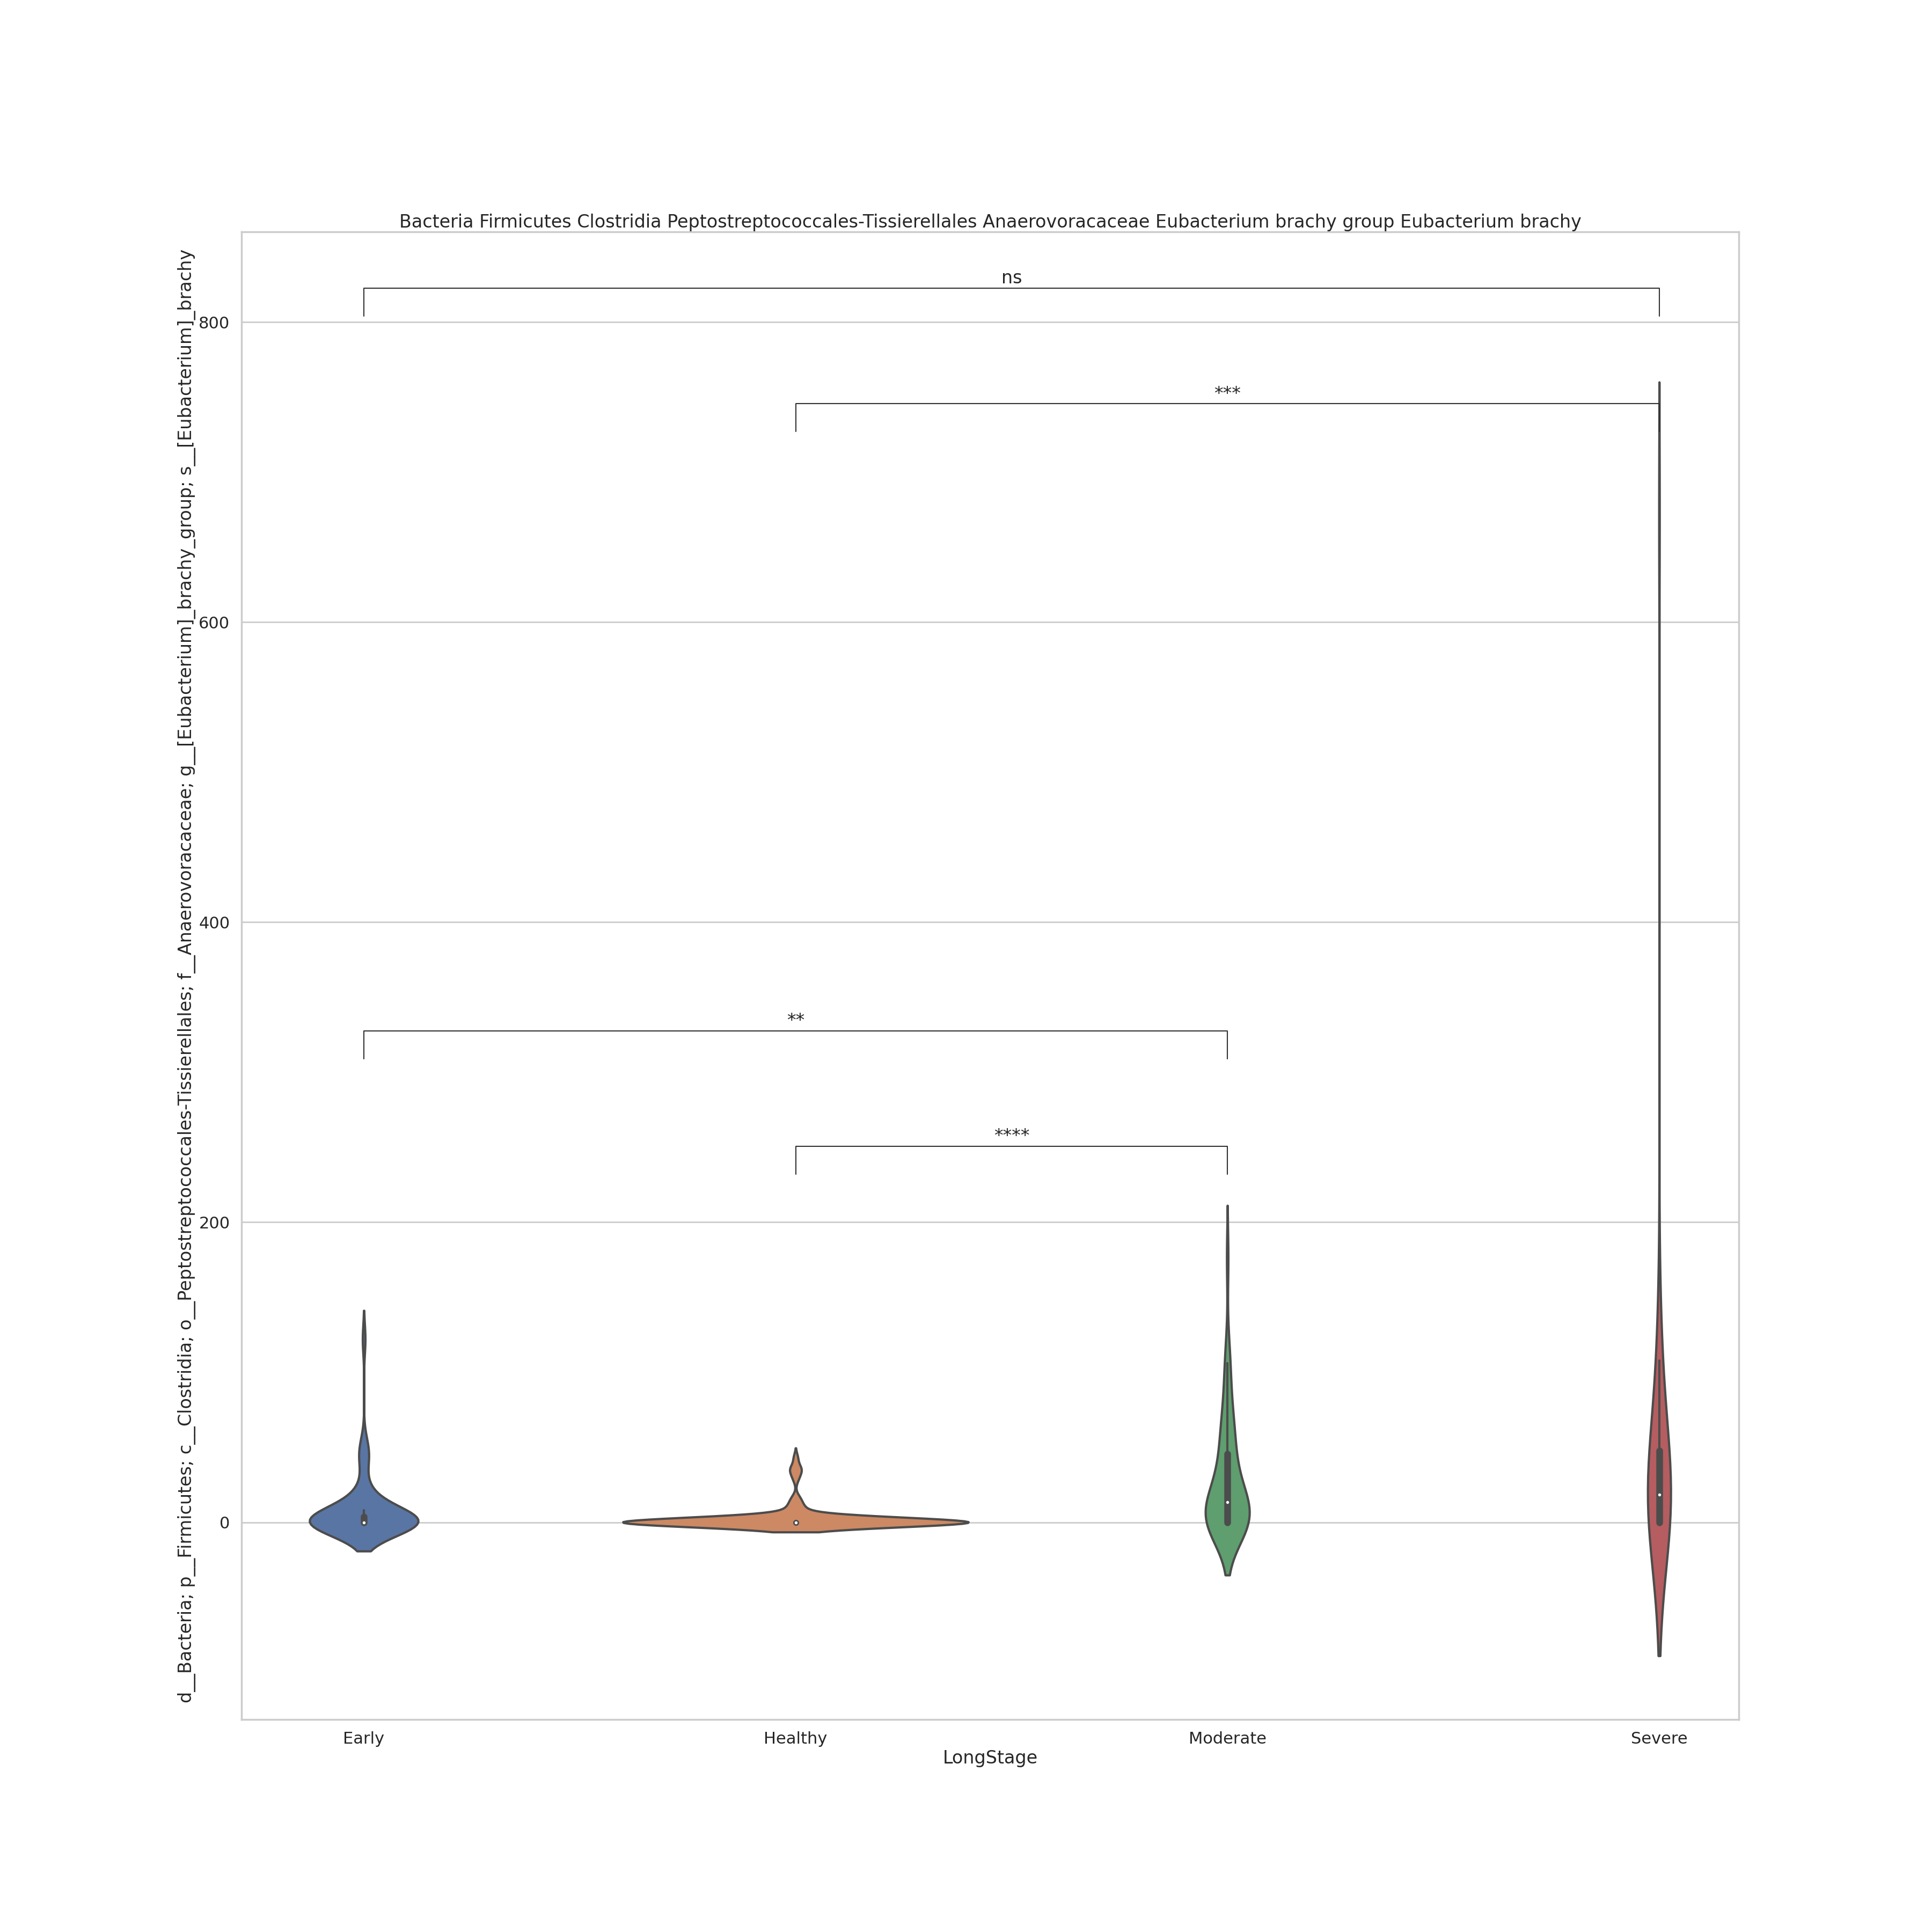 Bacteria Firmicutes Clostridia Peptostreptococcales-Tissierellales Anaerovoracaceae Eubacterium brachy group Eubacterium brachy
d__Bacteria; p__Firmicutes; c__Clostridia; o__Peptostreptococcales-Tissierellales; f__Anaerovoracaceae; g__[Eubacterium]_brachy_group; s__[Eubacterium]_brachy
ns
800
***
600
400
**
****
200
0
Early Healthy Moderate Severe
LongStage